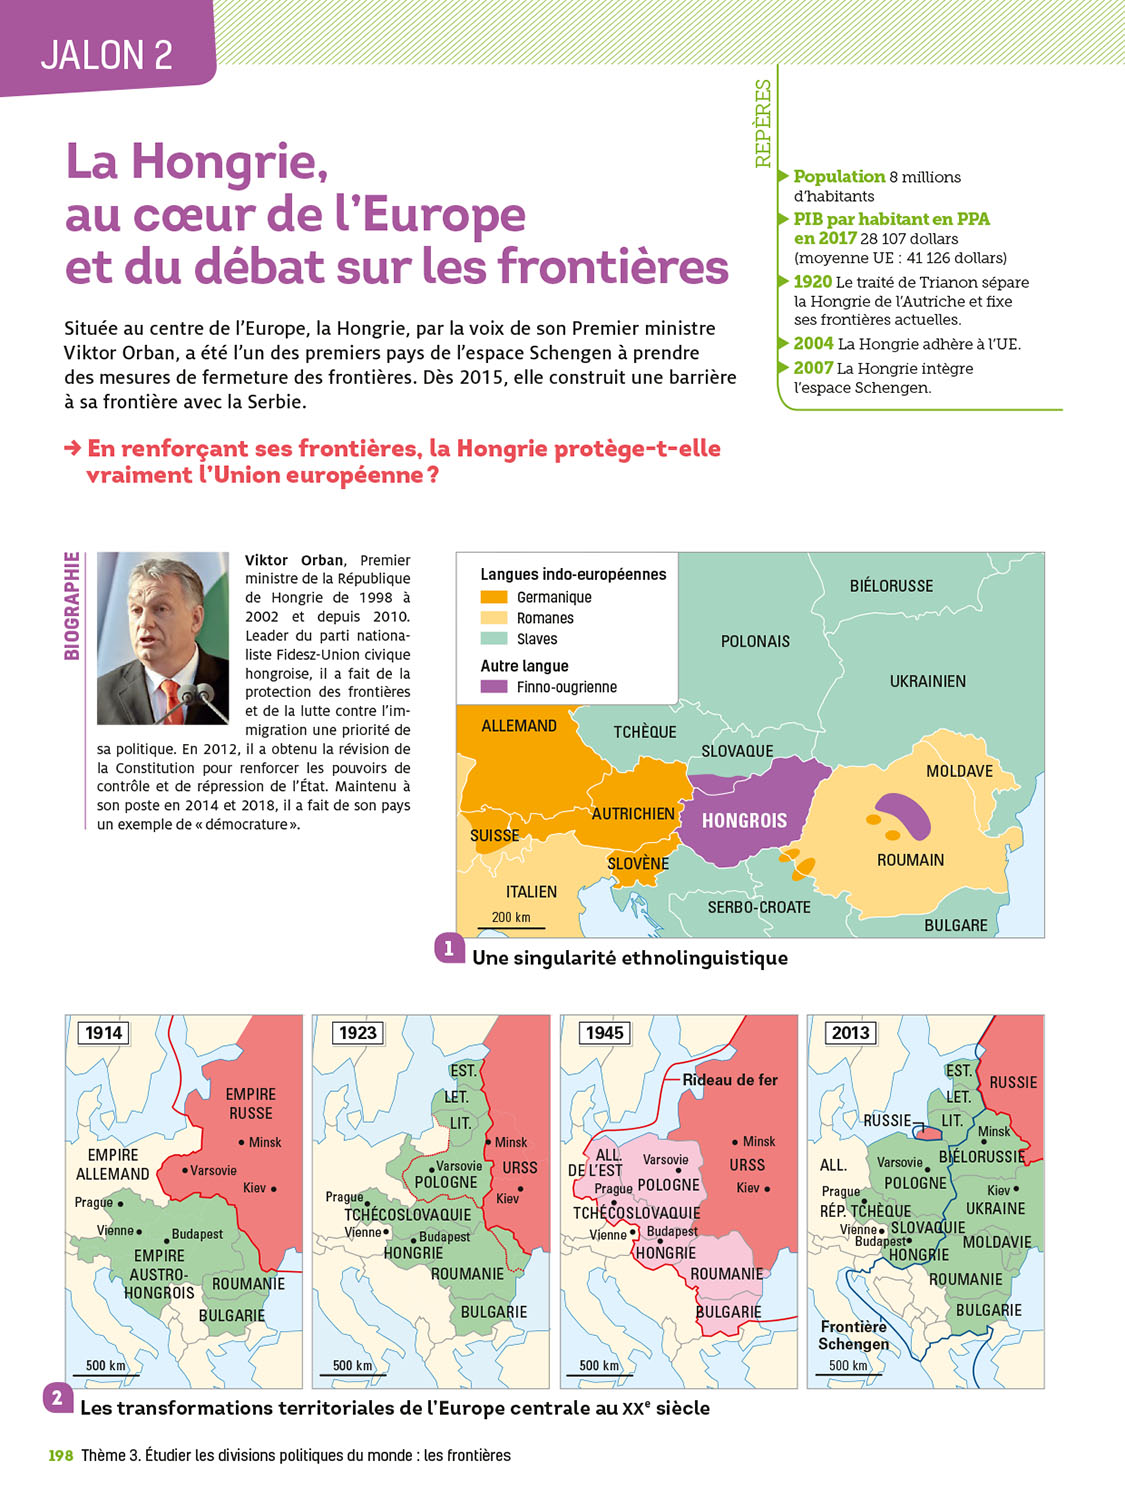 JALON 2
La Hongrie,
au cœur de l’Europe
et du débat sur les frontières
Située au centre de l’Europe, la Hongrie, par la voix de son Premier ministre
Viktor Orban, a été l’un des premiers pays de l’espace Schengen à prendre
des mesures de fermeture des frontières. Dès 2015, elle construit une barrière
à sa frontière avec la Serbie.
→ En renforçant ses frontières, la Hongrie protège-t-elle
vraiment l’Union européenne ?
REPÈRES
Population 8 millions
d’habitants
PIB par habitant en PPA
en 2017 28 107 dollars
(moyenne UE : 41 126 dollars)
1920 Le traité de Trianon sépare
la Hongrie de l’Autriche et fixe
ses frontières actuelles.
2004 La Hongrie adhère à l’UE.
2007 La Hongrie intègre
l’espace Schengen.
BIOGRAPHIE
Viktor Orban, Premier
ministre de la République
de Hongrie de 1998 à
2002 et depuis 2010.
Leader du parti nationa-
liste Fidesz-Union civique
hongroise, il a fait de la
protection des frontières
et de la lutte contre l’im-
migration une priorité de
sa politique. En 2012, il a obtenu la révision de
la Constitution pour renforcer les pouvoirs de
contrôle et de répression de l’État. Maintenu à
son poste en 2014 et 2018, il a fait de son pays
un exemple de « démocrature ».
Langues indo-européennes
Germanique
Romanes
Slaves
Autre langue
Finno-ougrienne
BIÉLORUSSE
POLONAIS
UKRAINIEN
ALLEMAND
TCHÈQUE
SLOVAQUE
MOLDAVE
AUTRICHIEN
HONGROIS
SUISSE
SLOVÈNE
ROUMAIN
ITALIEN
SERBO-CROATE
BULGARE
200 km
1 Une singularité ethnolinguistique
1914
EMPIRE
RUSSE
Minsk
EMPIRE
ALLEMAND
Varsovie
Kiev
Prague
Vienne
Budapest
EMPIRE
AUSTRO-
HONGROIS
ROUMANIE
BULGARIE
500 km
1923
EST.
LET.
LIT.
Minsk
Varsovie
URSS
POLOGNE
Prague
Kiev
TCHÉCOSLOVAQUIE
Vienne
Budapest
HONGRIE
ROUMANIE
BULGARIE
500 km
1945
Rideau de fer
Minsk
ALL.
DE L’EST
Varsovie
URSS
Prague
POLOGNE
Kiev
TCHÉCOSLOVAQUIE
Vienne
Budapest
HONGRIE
ROUMANIE
BULGARIE
500 km
2013
EST.
RUSSIE
LET.
RUSSIE
LIT.
Minsk
BIÉLORUSSIE
ALL.
Varsovie
POLOGNE
Prague
Kiev
RÉP. TCHÈQUE
UKRAINE
Vienne
SLOVAQUIE
Budapest
MOLDAVIE
HONGRIE
ROUMANIE
BULGARIE
Frontière
Schengen
500 km
2 Les transformations territoriales de l’Europe centrale au XXe siècle
198 Thème 3. Étudier les divisions politiques du monde : les frontières